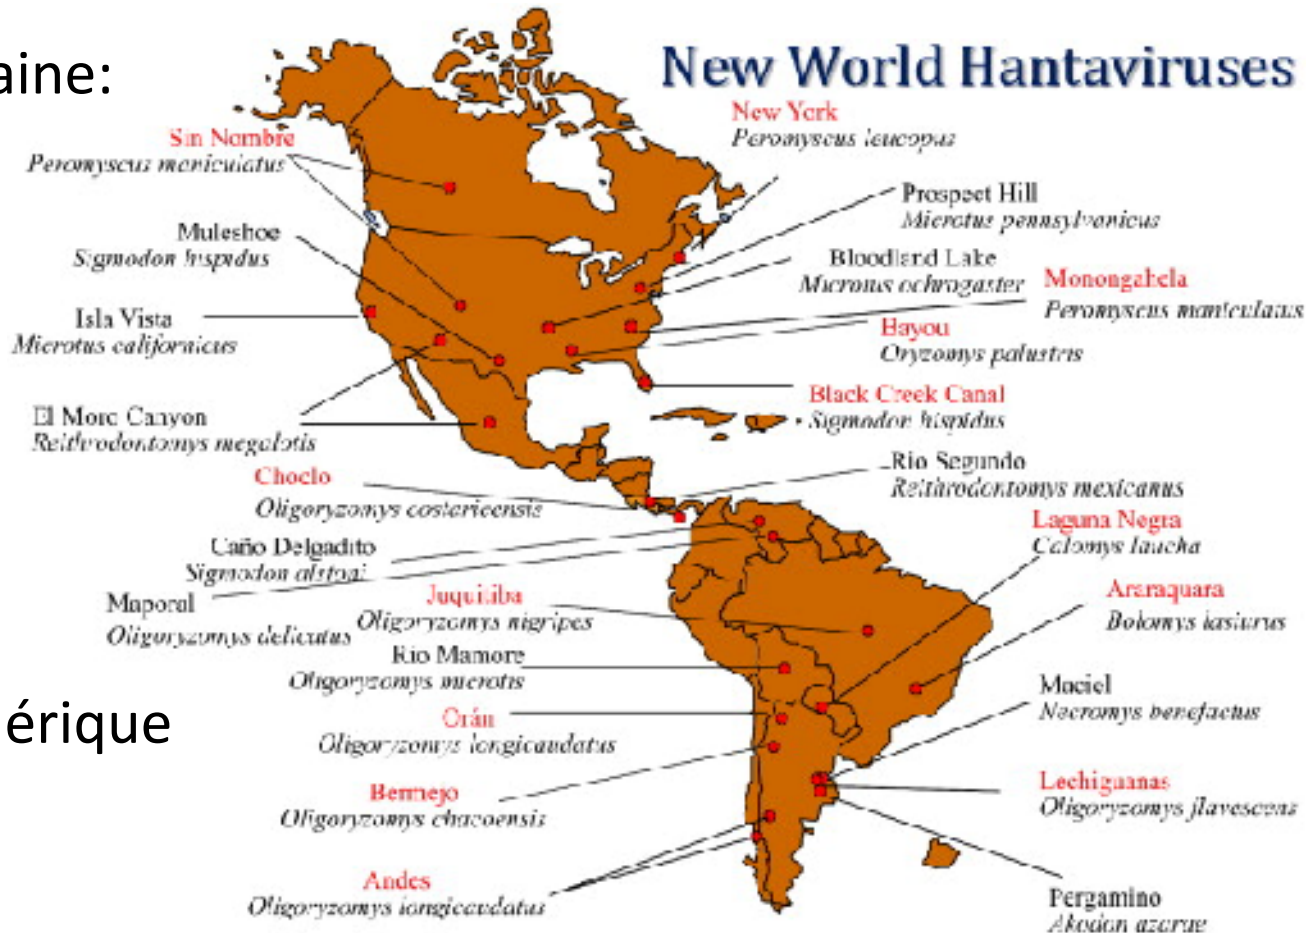 aine:
New World Hantaviruses
New York
Peromyscus leucopus
Sin Nombre
Peromyscus maniculatus
Prospect Hill
Microtus pennsylvanicus
Muleshoe
Sigmodon hispidus
Bloodland Lake
Microtus ochrogaster
Monongahela
Peromyscus maniculatus
Isla Vista
Microtus californicus
Bayou
Oryzomys palustris
Black Creek Canal
Sigmodon hispidus
El Moro Canyon
Reithrodontomys megalotis
Rio Segundo
Reithrodontomys mexicanus
Choclo
Oligoryzomys costaricensis
Laguna Negra
Calomys laucha
Caño Delgadito
Sigmodon alstoni
Maporal
Oligoryzomys delicatus
Juquitiba
Oligoryzomys nigripes
Araraquara
Bolomys lasiurus
Rio Mamore
Oligoryzomys microtis
Maciel
Necromys benefactus
érique
Orán
Oligoryzomys longicaudatus
Bermejo
Oligoryzomys chacoensis
Lechiguanas
Oligoryzomys flavescens
Andes
Oligoryzomys longicaudatus
Pergamino
Akodon azarae